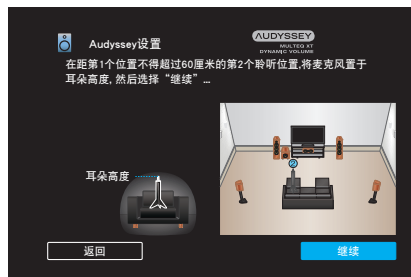 Audyssey设置
AUDYSSEY
MULTEQ XT
DYNAMIC VOLUME
在距第1个位置不得超过60厘米的第2个聆听位置,将麦克风置于
耳朵高度, 然后选择“继续”...
耳朵高度
返回
继续